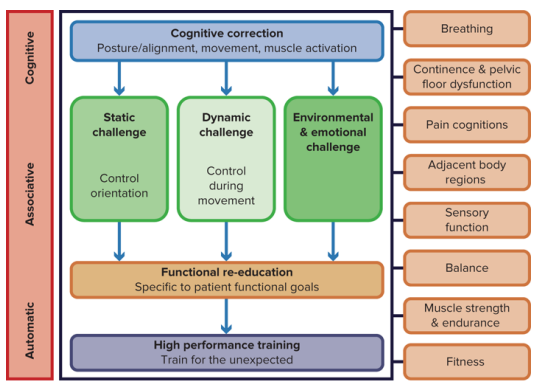 Cognitive
Associative
Automatic
Cognitive correction
Posture/alignment, movement, muscle activation
Static
challenge
Control
orientation
Dynamic
challenge
Control
during
movement
Environmental
& emotional
challenge
Functional re-education
Specific to patient functional goals
High performance training
Train for the unexpected
Breathing
Continence & pelvic
floor dysfunction
Pain cognitions
Adjacent body
regions
Sensory
function
Balance
Muscle strength
& endurance
Fitness